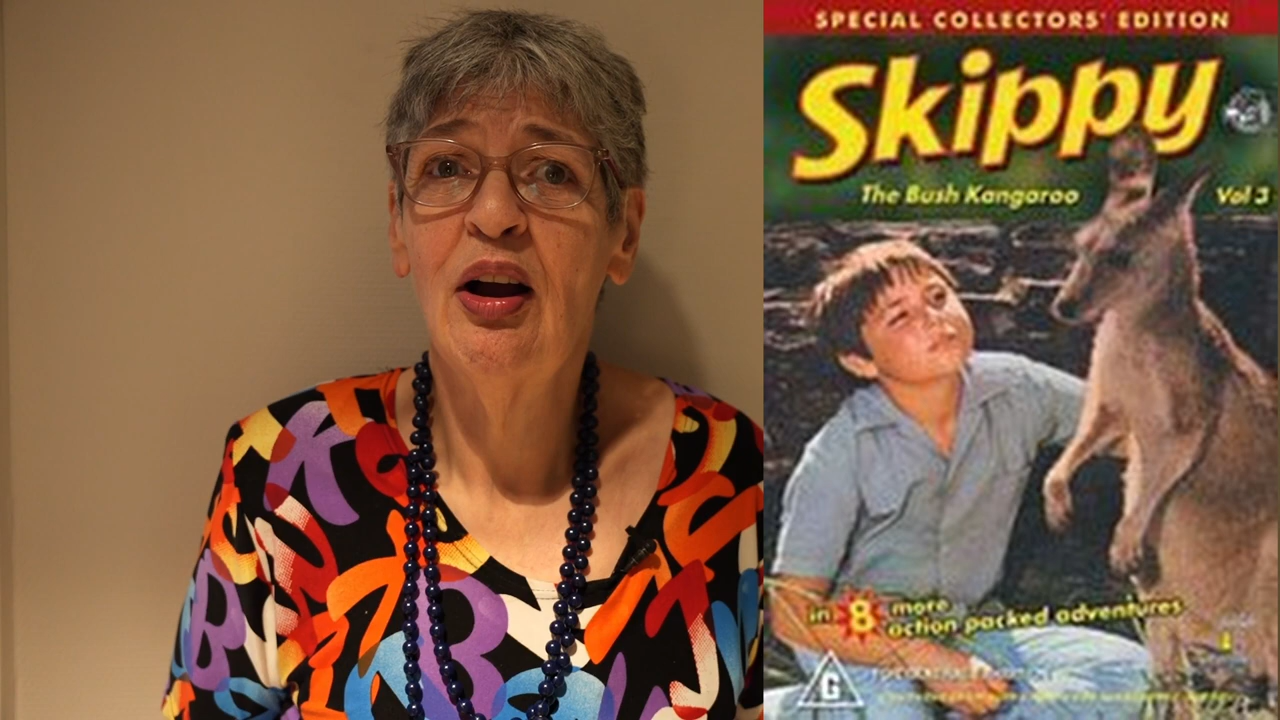 SPECIAL COLLECTORS' EDITION
Skippy
The Bush Kangaroo
Vol 3
in 8 more
action packed adventures
G